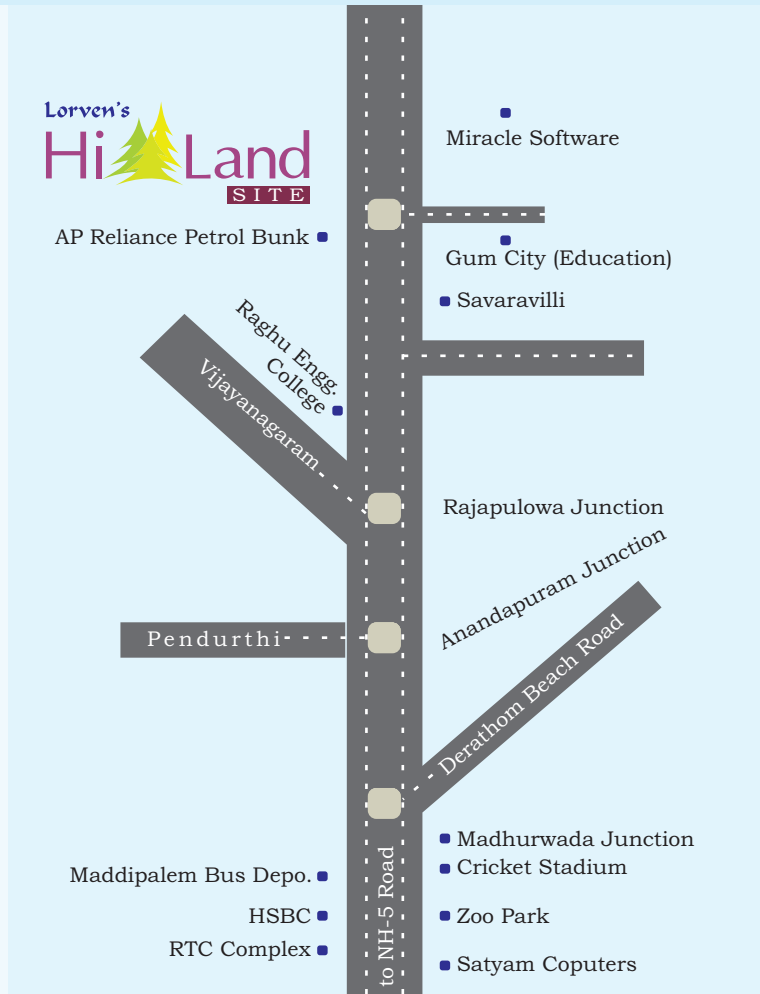 Lorven's
Hi Land
SITE
Miracle Software
AP Reliance Petrol Bunk
Gum City (Education)
Savaravilli
Raghu Engg.
College
Vijayanagaram
Rajapulowa Junction
Anandapuram Junction
Pendurthi
Derathom Beach Road
Madhurwada Junction
Cricket Stadium
Maddipalem Bus Depo.
HSBC
Zoo Park
RTC Complex
Satyam Coputers
to NH-5 Road